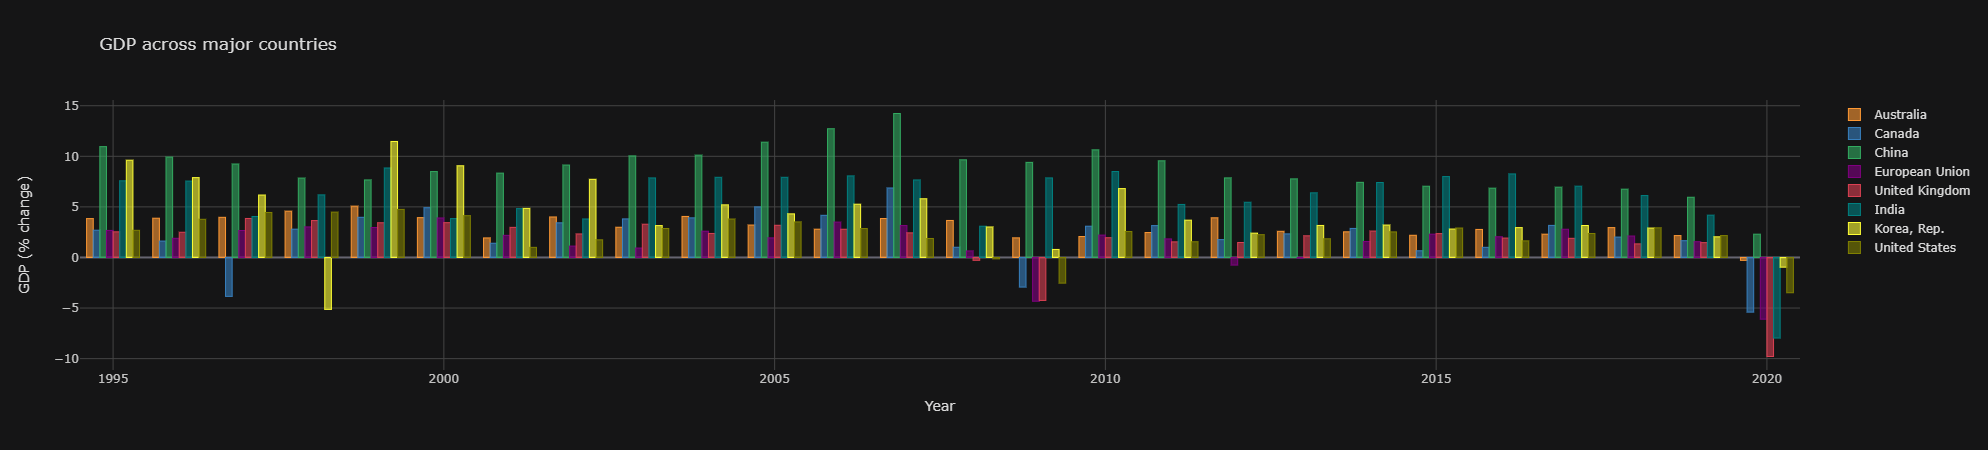 GDP across major countries
15
10
5
0
−5
−10
GDP (% change)
1995
2000
2005
2010
2015
2020
Year
Australia
Canada
China
European Union
United Kingdom
India
Korea, Rep.
United States